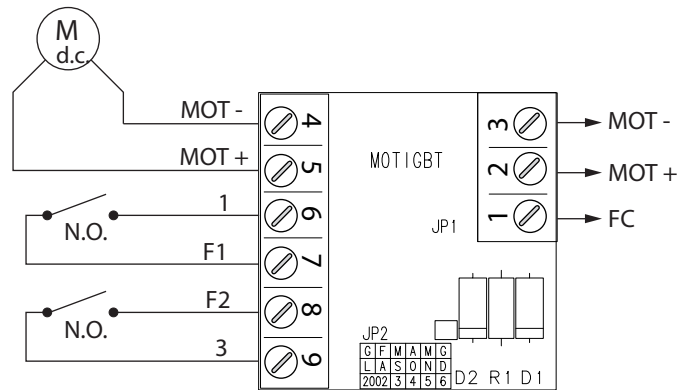 M
d.c.
MOT -
MOT +
1
F1
F2
3
N.O.
N.O.
4
5
6
7
8
9
MOTIGBT
3
2
1
MOT -
MOT +
FC
JP1
JP2
G F M A M G
L A S O N D
2002 3 4 5 6
D2 R1 D1